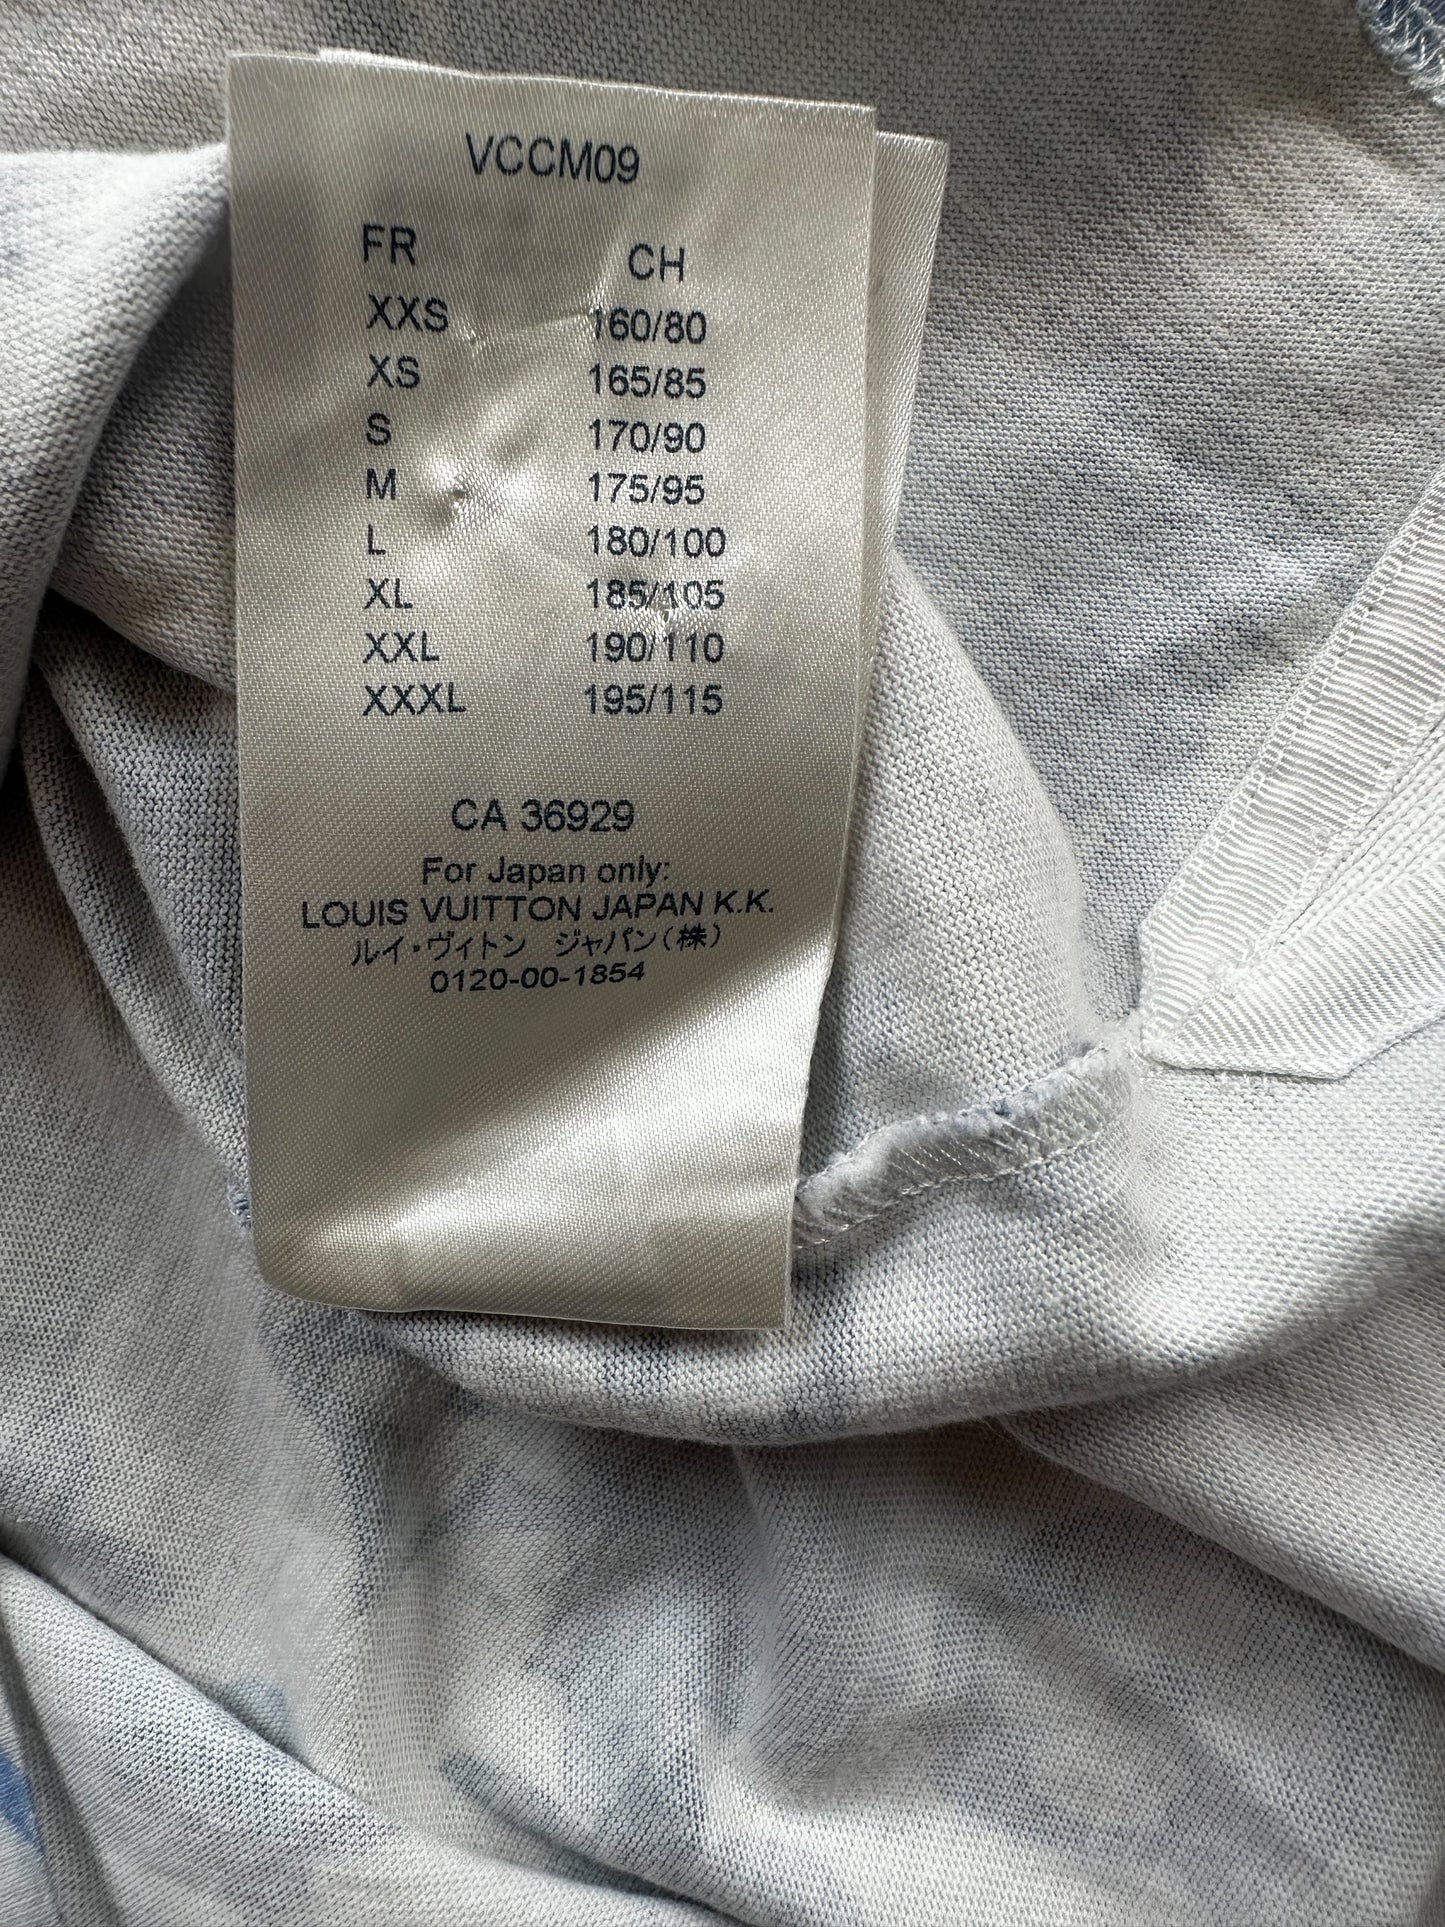 VCCM09
FR CH
XXS 160/80
XS 165/85
S 170/90
M 175/95
L 180/100
XL 185/105
XXL 190/110
XXXL 195/115
CA 36929
For Japan only:
LOUIS VUITTON JAPAN K.K.
ルイ・ヴィトン ジャパン(株)
0120-00-1854